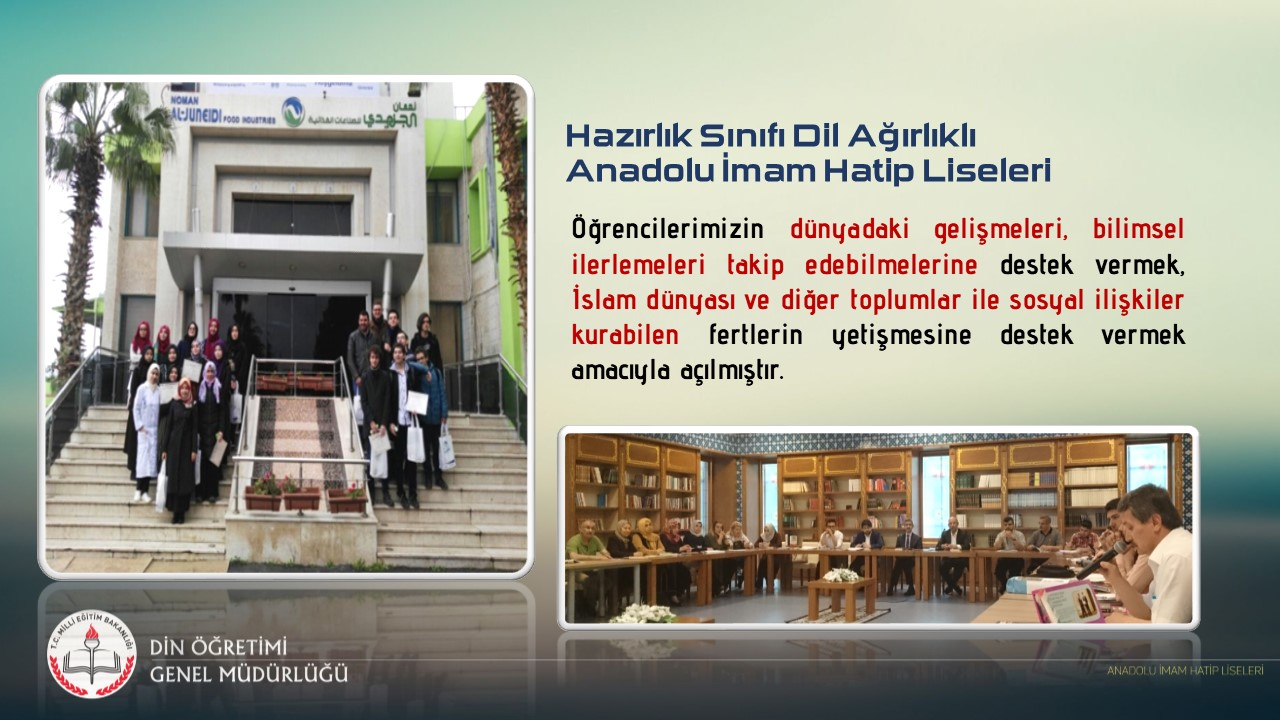 NOMAN
AL-JUNEIDI FOOD INDUSTRIES
نعمان
الجنيدي للصناعات الغذائية
Hazırlık Sınıfı Dil Ağırlıklı
Anadolu İmam Hatip Liseleri
Öğrencilerimizin dünyadaki gelişmeleri, bilimsel
ilerlemeleri takip edebilmelerine destek vermek,
İslam dünyası ve diğer toplumlar ile sosyal ilişkiler
kurabilen fertlerin yetişmesine destek vermek
amacıyla açılmıştır.
T.C. MİLLİ EĞİTİM BAKANLIĞI
DİN ÖĞRETİMİ
GENEL MÜDÜRLÜĞÜ
ANADOLU İMAM HATİP LİSELERİ